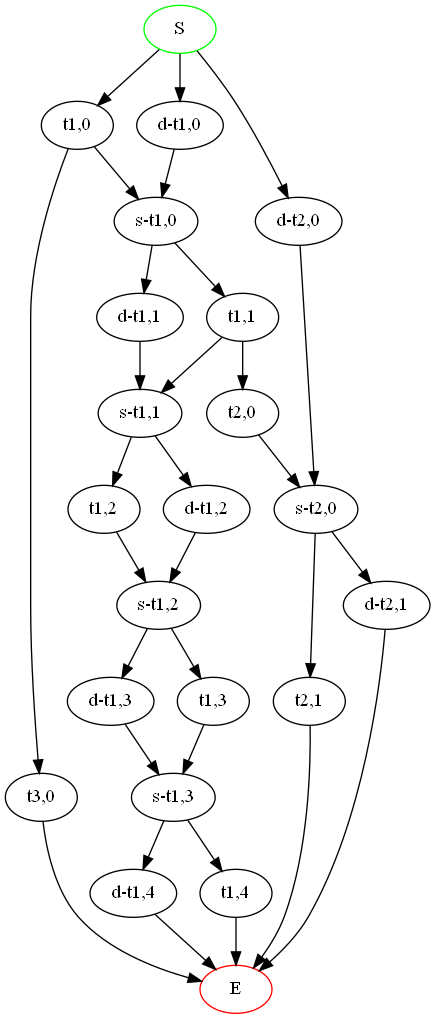 S
t1,0
d-t1,0
s-t1,0
d-t2,0
d-t1,1
t1,1
s-t1,1
t2,0
t1,2
d-t1,2
s-t2,0
s-t1,2
d-t2,1
d-t1,3
t1,3
t2,1
t3,0
s-t1,3
d-t1,4
t1,4
E